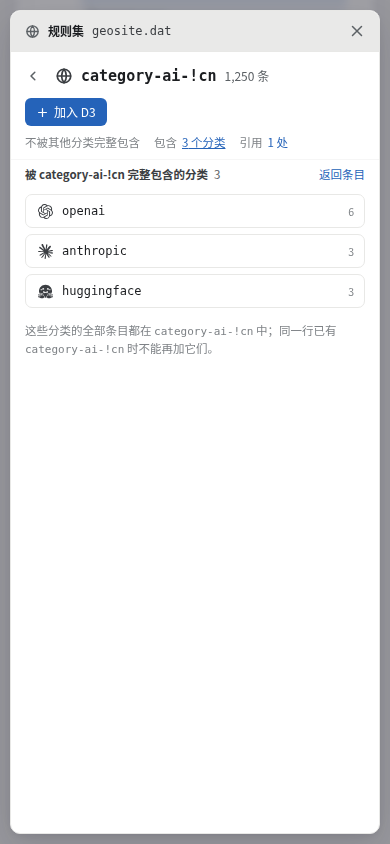 规则集 geosite.dat
category-ai-!cn 1,250 条
加入 D3
不被其他分类完整包含 包含 3 个分类 引用 1 处
被 category-ai-!cn 完整包含的分类 3 返回条目
openai 6
anthropic 3
huggingface 3
这些分类的全部条目都在 category-ai-!cn 中；同一行已有
category-ai-!cn 时不能再加它们。